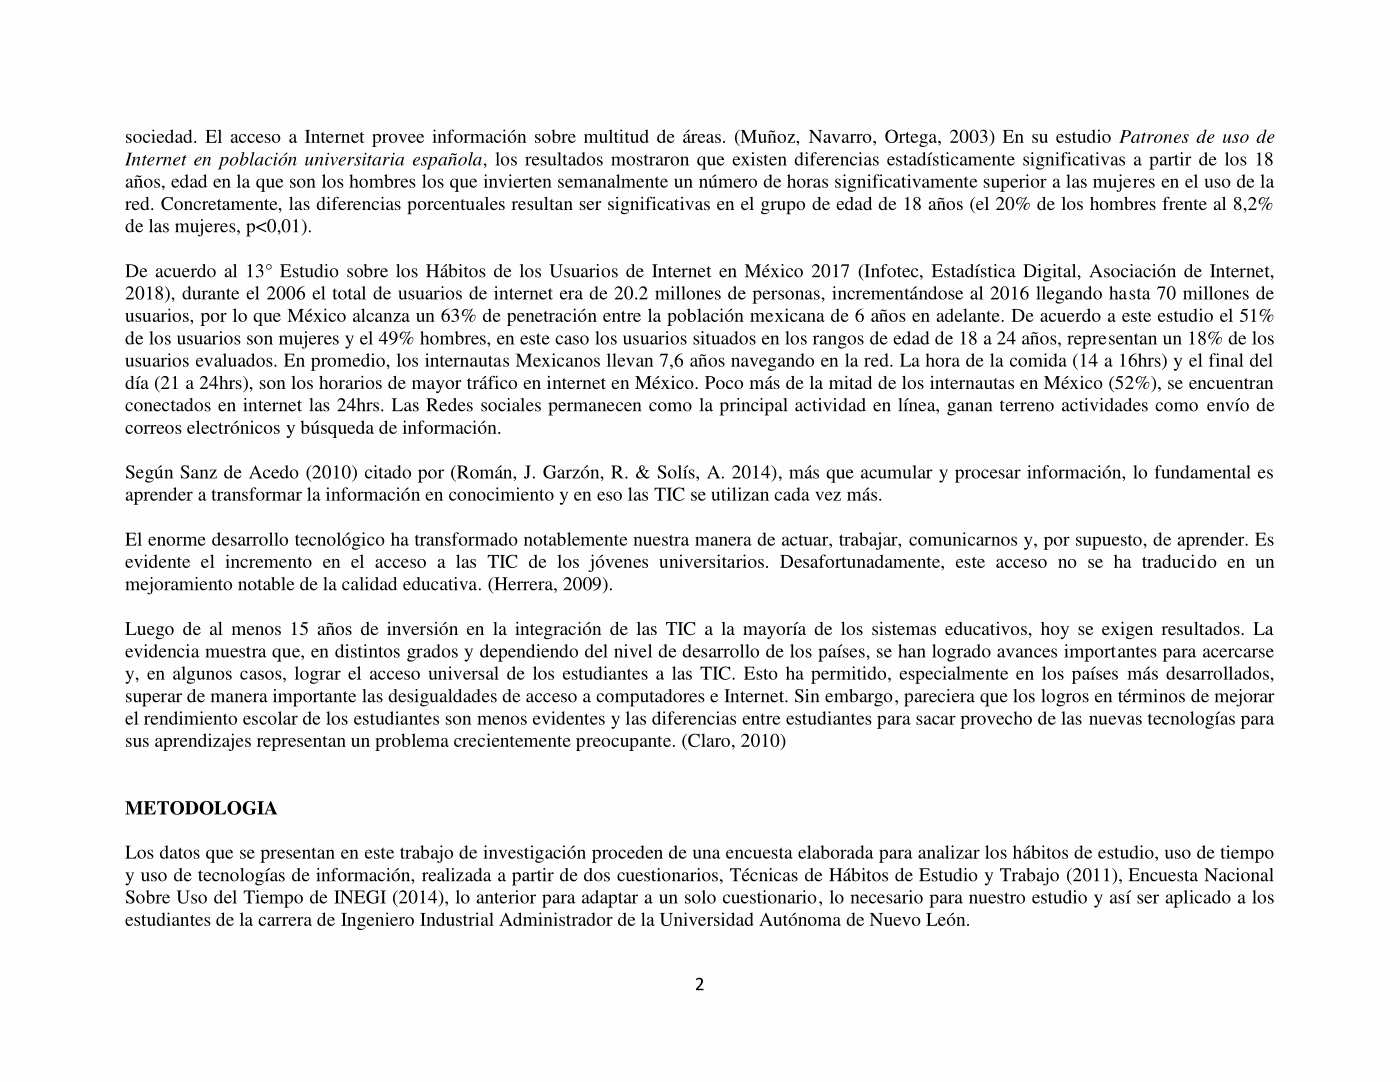 sociedad. El acceso a Internet provee información sobre multitud de áreas. (Muñoz, Navarro, Ortega, 2003) En su estudio Patrones de uso de
Internet en población universitaria española, los resultados mostraron que existen diferencias estadísticamente significativas a partir de los 18
años, edad en la que son los hombres los que invierten semanalmente un número de horas significativamente superior a las mujeres en el uso de la
red. Concretamente, las diferencias porcentuales resultan ser significativas en el grupo de edad de 18 años (el 20% de los hombres frente al 8,2%
de las mujeres, p<0,01).
De acuerdo al 13° Estudio sobre los Hábitos de los Usuarios de Internet en México 2017 (Infotec, Estadística Digital, Asociación de Internet,
2018), durante el 2006 el total de usuarios de internet era de 20.2 millones de personas, incrementándose al 2016 llegando hasta 70 millones de
usuarios, por lo que México alcanza un 63% de penetración entre la población mexicana de 6 años en adelante. De acuerdo a este estudio el 51%
de los usuarios son mujeres y el 49% hombres, en este caso los usuarios situados en los rangos de edad de 18 a 24 años, representan un 18% de los
usuarios evaluados. En promedio, los internautas Mexicanos llevan 7,6 años navegando en la red. La hora de la comida (14 a 16hrs) y el final del
día (21 a 24hrs), son los horarios de mayor tráfico en internet en México. Poco más de la mitad de los internautas en México (52%), se encuentran
conectados en internet las 24hrs. Las Redes sociales permanecen como la principal actividad en línea, ganan terreno actividades como envío de
correos electrónicos y búsqueda de información.
Según Sanz de Acedo (2010) citado por (Román, J. Garzón, R. & Solís, A. 2014), más que acumular y procesar información, lo fundamental es
aprender a transformar la información en conocimiento y en eso las TIC se utilizan cada vez más.
El enorme desarrollo tecnológico ha transformado notablemente nuestra manera de actuar, trabajar, comunicarnos y, por supuesto, de aprender. Es
evidente el incremento en el acceso a las TIC de los jóvenes universitarios. Desafortunadamente, este acceso no se ha traducido en un
mejoramiento notable de la calidad educativa. (Herrera, 2009).
Luego de al menos 15 años de inversión en la integración de las TIC a la mayoría de los sistemas educativos, hoy se exigen resultados. La
evidencia muestra que, en distintos grados y dependiendo del nivel de desarrollo de los países, se han logrado avances importantes para acercarse
y, en algunos casos, lograr el acceso universal de los estudiantes a las TIC. Esto ha permitido, especialmente en los países más desarrollados,
superar de manera importante las desigualdades de acceso a computadores e Internet. Sin embargo, pareciera que los logros en términos de mejorar
el rendimiento escolar de los estudiantes son menos evidentes y las diferencias entre estudiantes para sacar provecho de las nuevas tecnologías para
sus aprendizajes representan un problema crecientemente preocupante. (Claro, 2010)
METODOLOGIA
Los datos que se presentan en este trabajo de investigación proceden de una encuesta elaborada para analizar los hábitos de estudio, uso de tiempo
y uso de tecnologías de información, realizada a partir de dos cuestionarios, Técnicas de Hábitos de Estudio y Trabajo (2011), Encuesta Nacional
Sobre Uso del Tiempo de INEGI (2014), lo anterior para adaptar a un solo cuestionario, lo necesario para nuestro estudio y así ser aplicado a los
estudiantes de la carrera de Ingeniero Industrial Administrador de la Universidad Autónoma de Nuevo León.
2